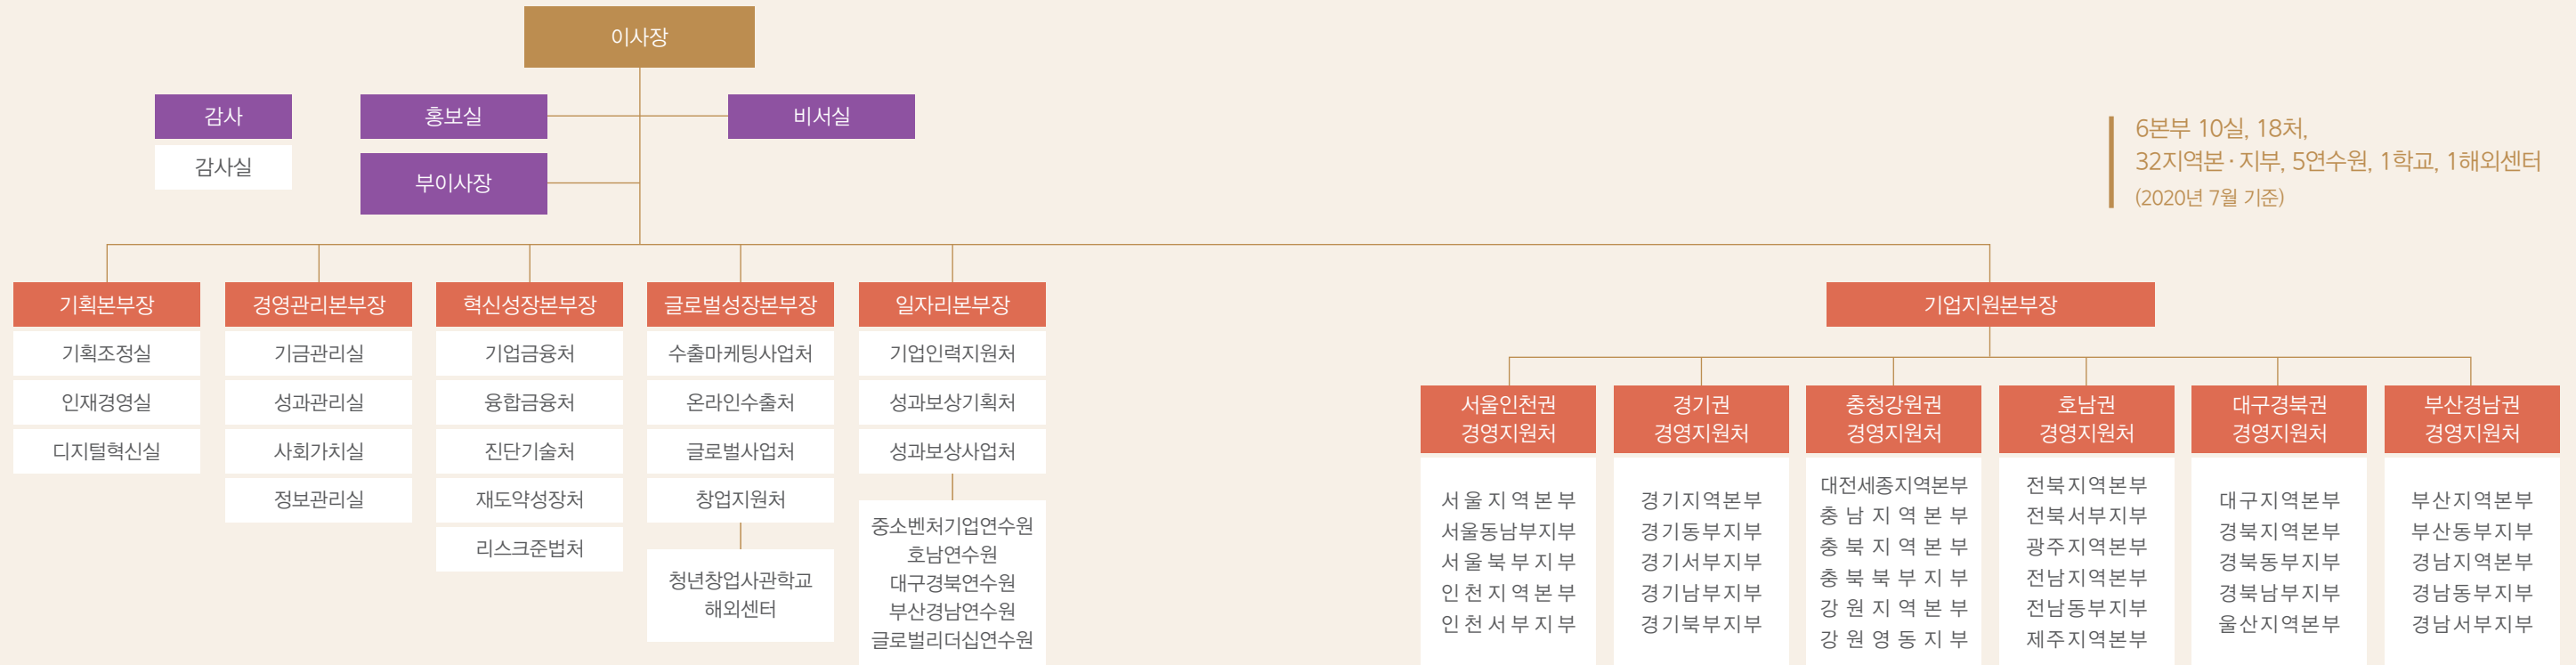 이사장
감사
홍보실
비서실
감사실
부이사장
6본부 10실, 18처,
32지역본·지부, 5연수원, 1학교, 1해외센터
(2020년 7월 기준)
기획본부장
기획조정실
인재경영실
디지털혁신실
경영관리본부장
기금관리실
성과관리실
사회가치실
정보관리실
혁신성장본부장
기업금융처
융합금융처
진단기술처
재도약성장처
리스크준법처
글로벌성장본부장
수출마케팅사업처
온라인수출처
글로벌사업처
창업지원처
청년창업사관학교
해외센터
일자리본부장
기업인력지원처
성과보상기획처
성과보상사업처
중소벤처기업연수원
호남연수원
대구경북연수원
부산경남연수원
글로벌리더십연수원
기업지원본부장
서울인천권
경영지원처
서울지역본부
서울동남부지부
서울북부지부
인천지역본부
인천서부지부
경기권
경영지원처
경기지역본부
경기동부지부
경기서부지부
경기남부지부
경기북부지부
충청강원권
경영지원처
대전세종지역본부
충남지역본부
충북지역본부
충북북부지부
강원지역본부
강원영동지부
호남권
경영지원처
전북지역본부
전북서부지부
광주지역본부
전남지역본부
전남동부지부
제주지역본부
대구경북권
경영지원처
대구지역본부
경북지역본부
경북동부지부
경북남부지부
울산지역본부
부산경남권
경영지원처
부산지역본부
부산동부지부
경남지역본부
경남동부지부
경남서부지부